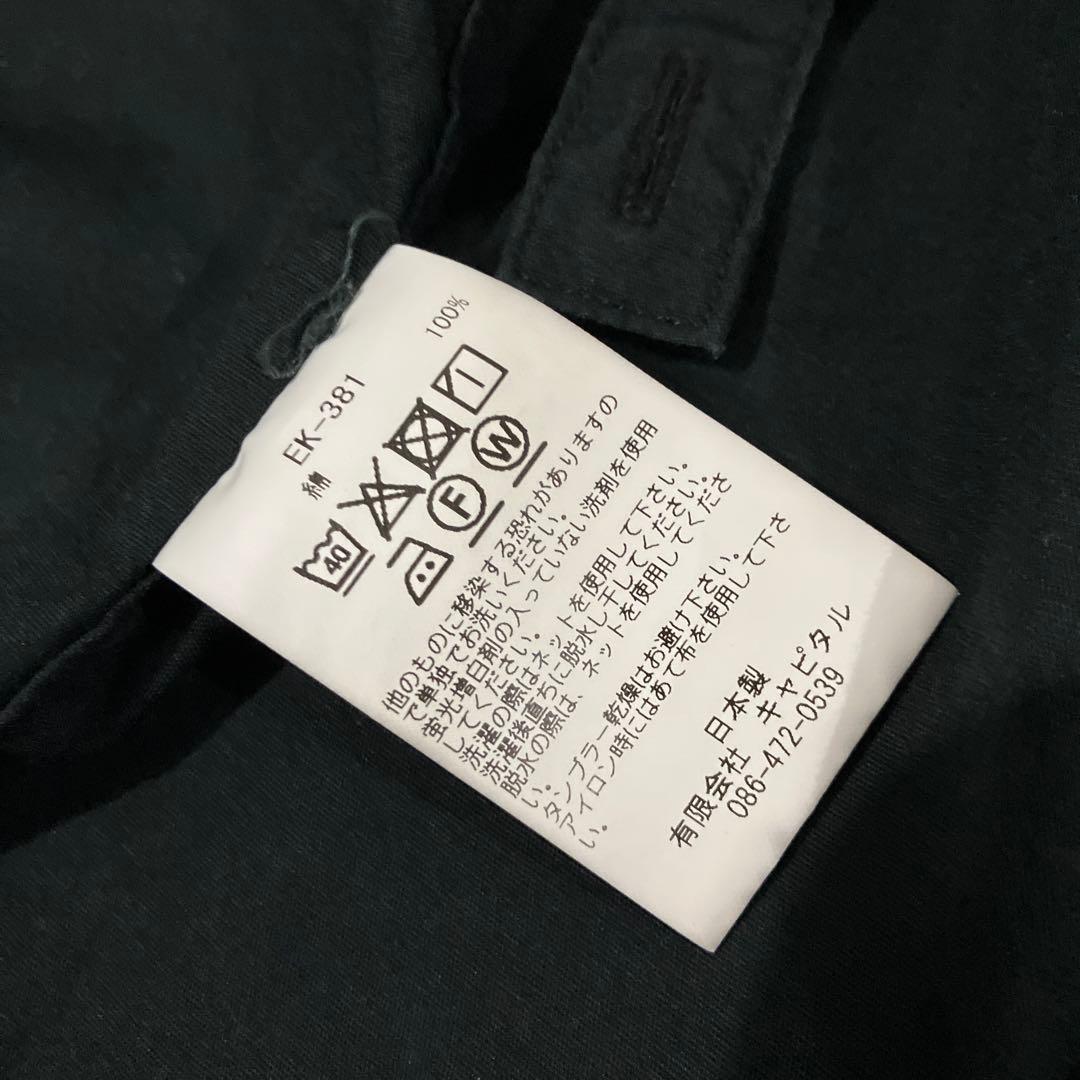 EK-381
綿 100%
40
F W
他のものに移染する恐れがありますの
で単独でお洗いください。
蛍光増白剤の入っていない洗剤を使用
してください。
洗濯の際はネットを使用して下さい。
洗濯後直ちに脱水し干してください。
脱水の際は、ネットを使用してくださ
い。
タンブラー乾燥はお避け下さい。
アイロン時にはあて布を使用して下さ
い。
日本製
有限会社 キャピタル
086-472-0539